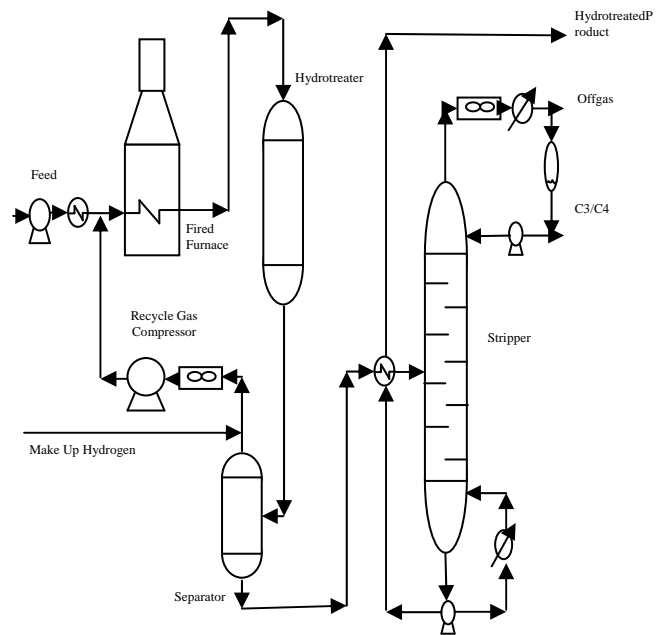 HydrotreatedP
roduct
Hydrotreater
Offgas
Feed
C3/C4
Fired
Furnace
Recycle Gas
Compressor
Stripper
Make Up Hydrogen
Separator